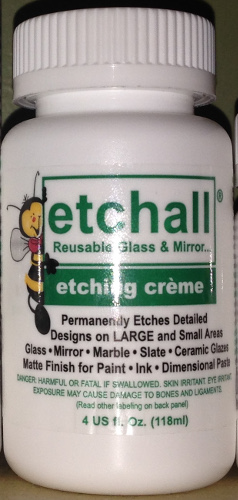 etchall®
Reusable Glass & Mirror...
etching crème
Permanently Etches Detailed
Designs on LARGE and Small Areas
Glass • Mirror • Marble • Slate • Ceramic Glazes
Matte Finish for Paint • Ink • Dimensional Paste
DANGER: HARMFUL OR FATAL IF SWALLOWED. SKIN IRRITANT. EYE IRRITANT.
EXPOSURE MAY CAUSE DAMAGE TO BONES AND LIGAMENTS.
(Read other labeling on back panel)
4 US fl. Oz. (118ml)